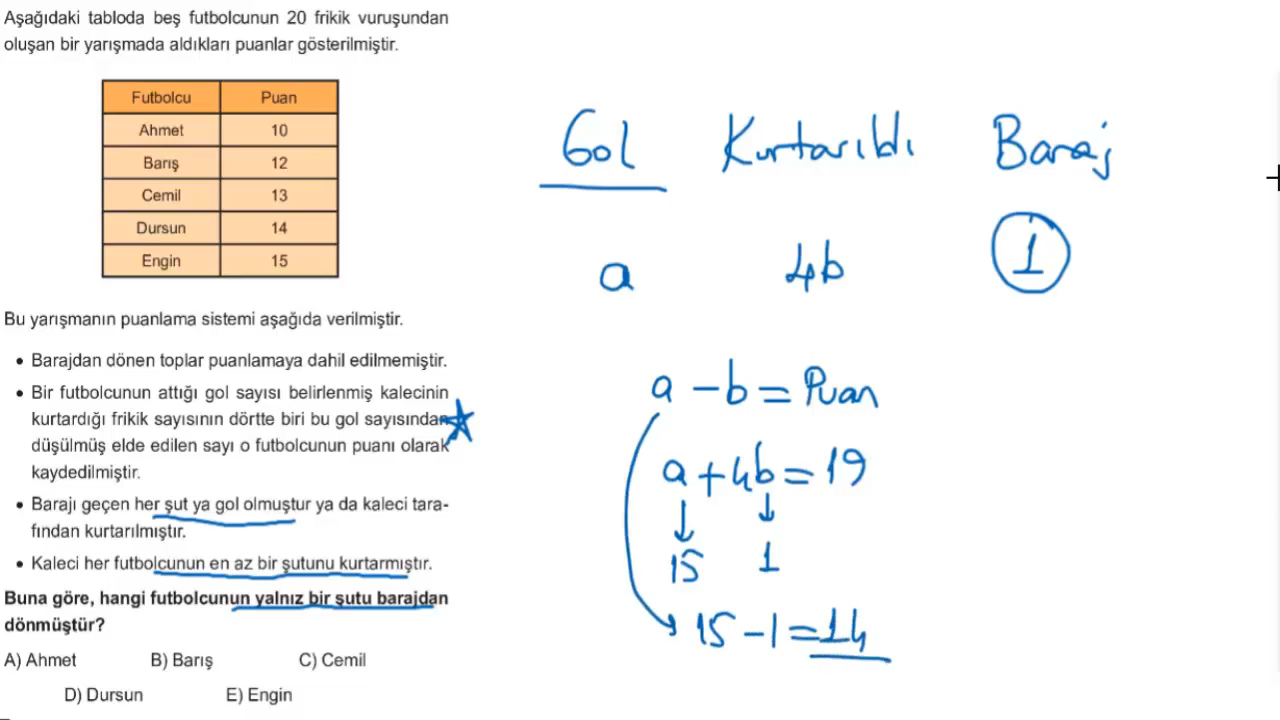 Aşağıdaki tabloda beş futbolcunun 20 frikik vuruşundan
oluşan bir yarışmada aldıkları puanlar gösterilmiştir.
Futbolcu Puan
Ahmet 10
Barış 12
Cemil 13
Dursun 14
Engin 15
Bu yarışmanın puanlama sistemi aşağıda verilmiştir.
• Barajdan dönen toplar puanlamaya dahil edilmemiştir.
• Bir futbolcunun attığı gol sayısı belirlenmiş kalecinin
kurtardığı frikik sayısının dörtte biri bu gol sayısından
düşülmüş elde edilen sayı o futbolcunun puanı olarak
kaydedilmiştir.
• Barajı geçen her şut ya gol olmuştur ya da kaleci tara-
fından kurtarılmıştır.
• Kaleci her futbolcunun en az bir şutunu kurtarmıştır.
Buna göre, hangi futbolcunun yalnız bir şutu barajdan
dönmüştür?
A) Ahmet B) Barış C) Cemil
D) Dursun E) Engin
Gol Kurtarıldı Baraj
a 4b 1
a - b = Puan
a + 4b = 19
15 1
15 - 1 = 14